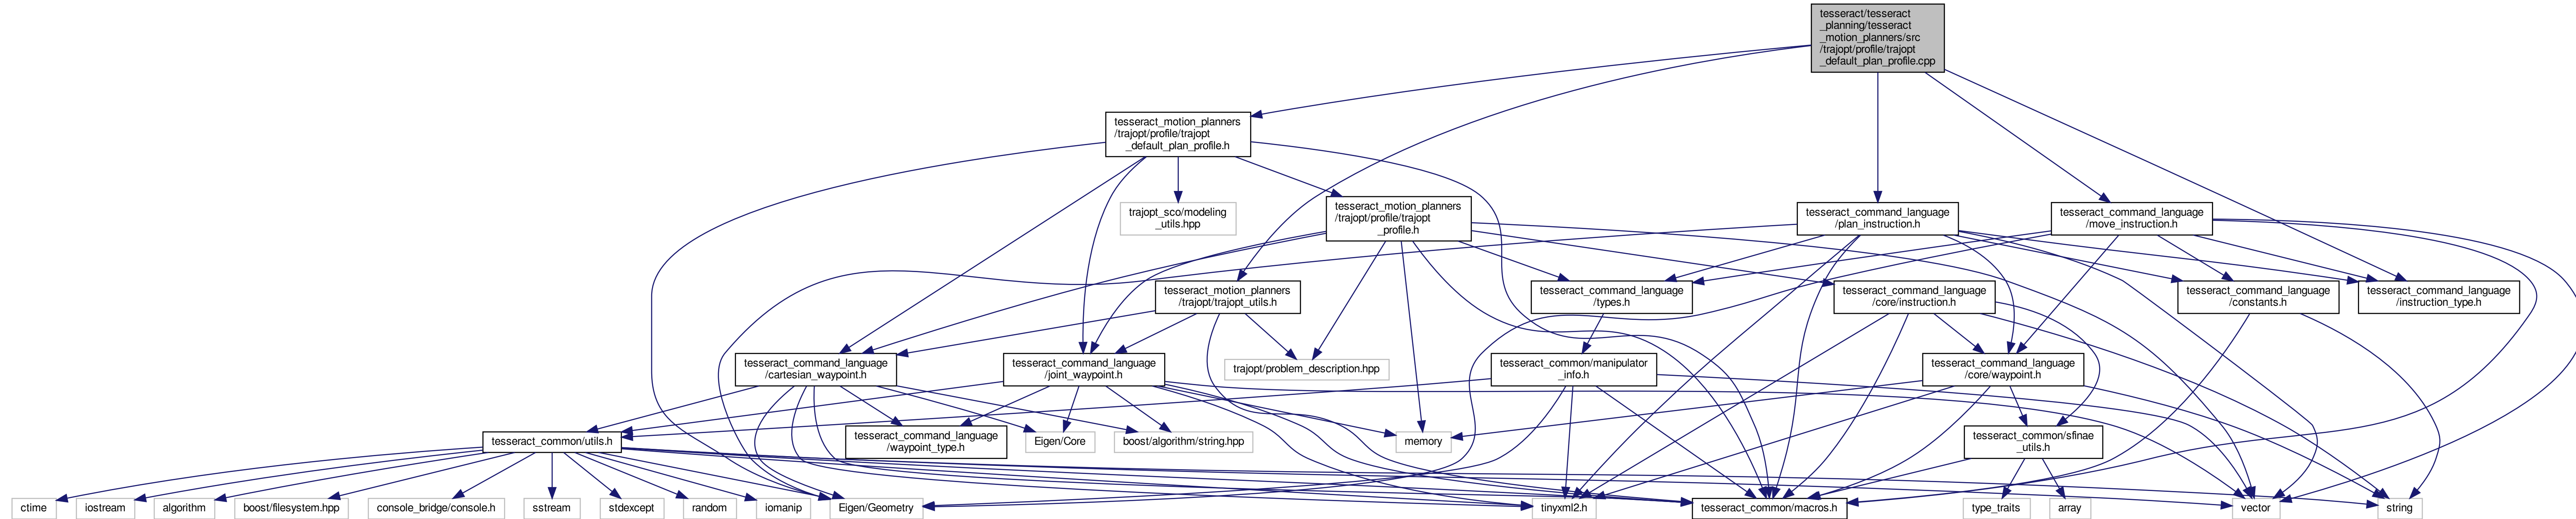 tesseract/tesseract
_planning/tesseract
_motion_planners/src
/trajopt/profile/trajopt
_default_plan_profile.cpp
tesseract_motion_planners
/trajopt/profile/trajopt
_default_plan_profile.h
trajopt_sco/modeling
_utils.hpp
tesseract_motion_planners
/trajopt/profile/trajopt
_profile.h
tesseract_command_language
/plan_instruction.h
tesseract_command_language
/move_instruction.h
tesseract_motion_planners
/trajopt/trajopt_utils.h
tesseract_command_language
/types.h
tesseract_command_language
/core/instruction.h
tesseract_command_language
/constants.h
tesseract_command_language
/instruction_type.h
tesseract_command_language
/cartesian_waypoint.h
tesseract_command_language
/joint_waypoint.h
trajopt/problem_description.hpp
tesseract_common/manipulator
_info.h
tesseract_command_language
/core/waypoint.h
tesseract_common/utils.h
tesseract_command_language
/waypoint_type.h
Eigen/Core
boost/algorithm/string.hpp
memory
tesseract_common/sfinae
_utils.h
ctime
iostream
algorithm
boost/filesystem.hpp
console_bridge/console.h
sstream
stdexcept
random
iomanip
Eigen/Geometry
tinyxml2.h
tesseract_common/macros.h
type_traits
array
vector
string